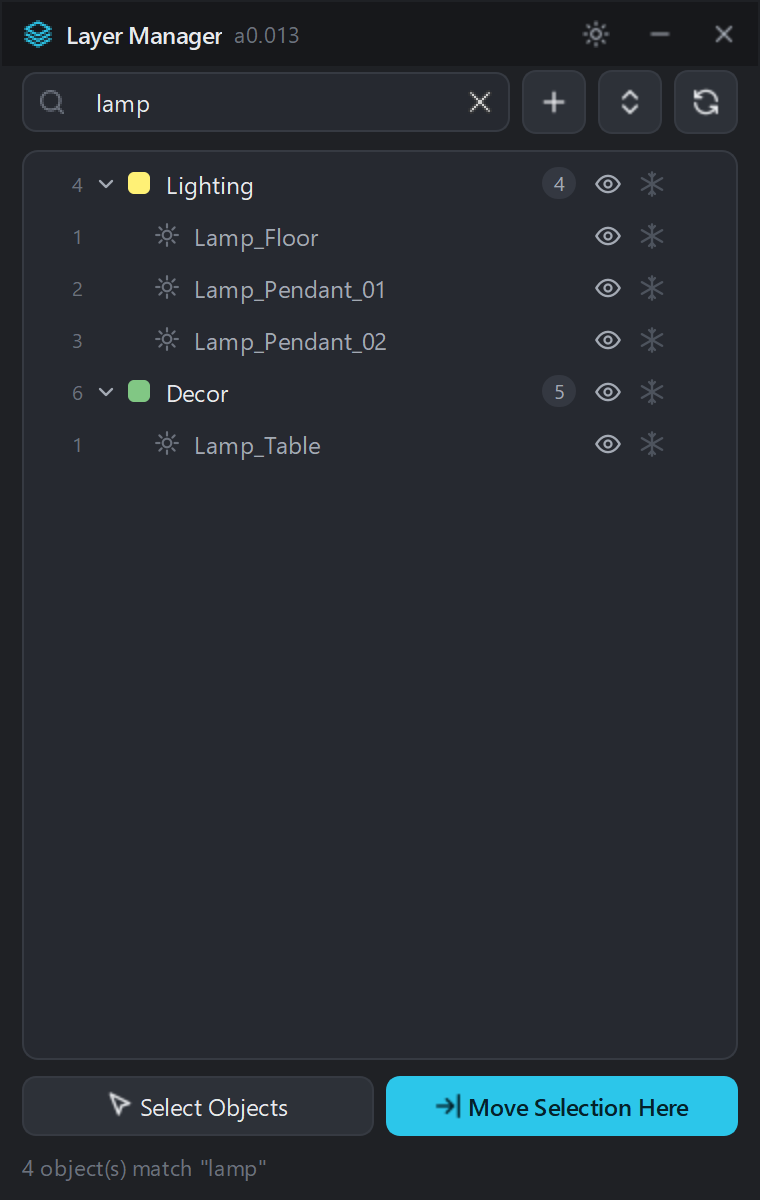 Layer Manager a0.013
lamp
4 Lighting 4
1 Lamp_Floor
2 Lamp_Pendant_01
3 Lamp_Pendant_02
6 Decor 5
1 Lamp_Table
Select Objects Move Selection Here
4 object(s) match "lamp"